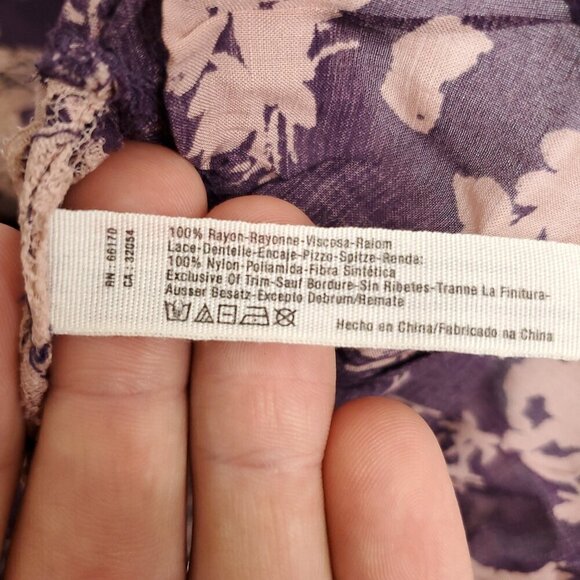 RN : 66170
CA : 32054
100% Rayon-Rayonne-Viscosa-Raiom
Lace-Dentelle-Encaje-Pizzo-Spitze-Renda:
100% Nylon-Poliamida-Fibra Sintética
Exclusive Of Trim-Sauf Bordure-Sin Ribetes-Tranne La Finitura-
Ausser Besatz-Excepto Debrum/Remate
Hecho en China/Fabricado na China